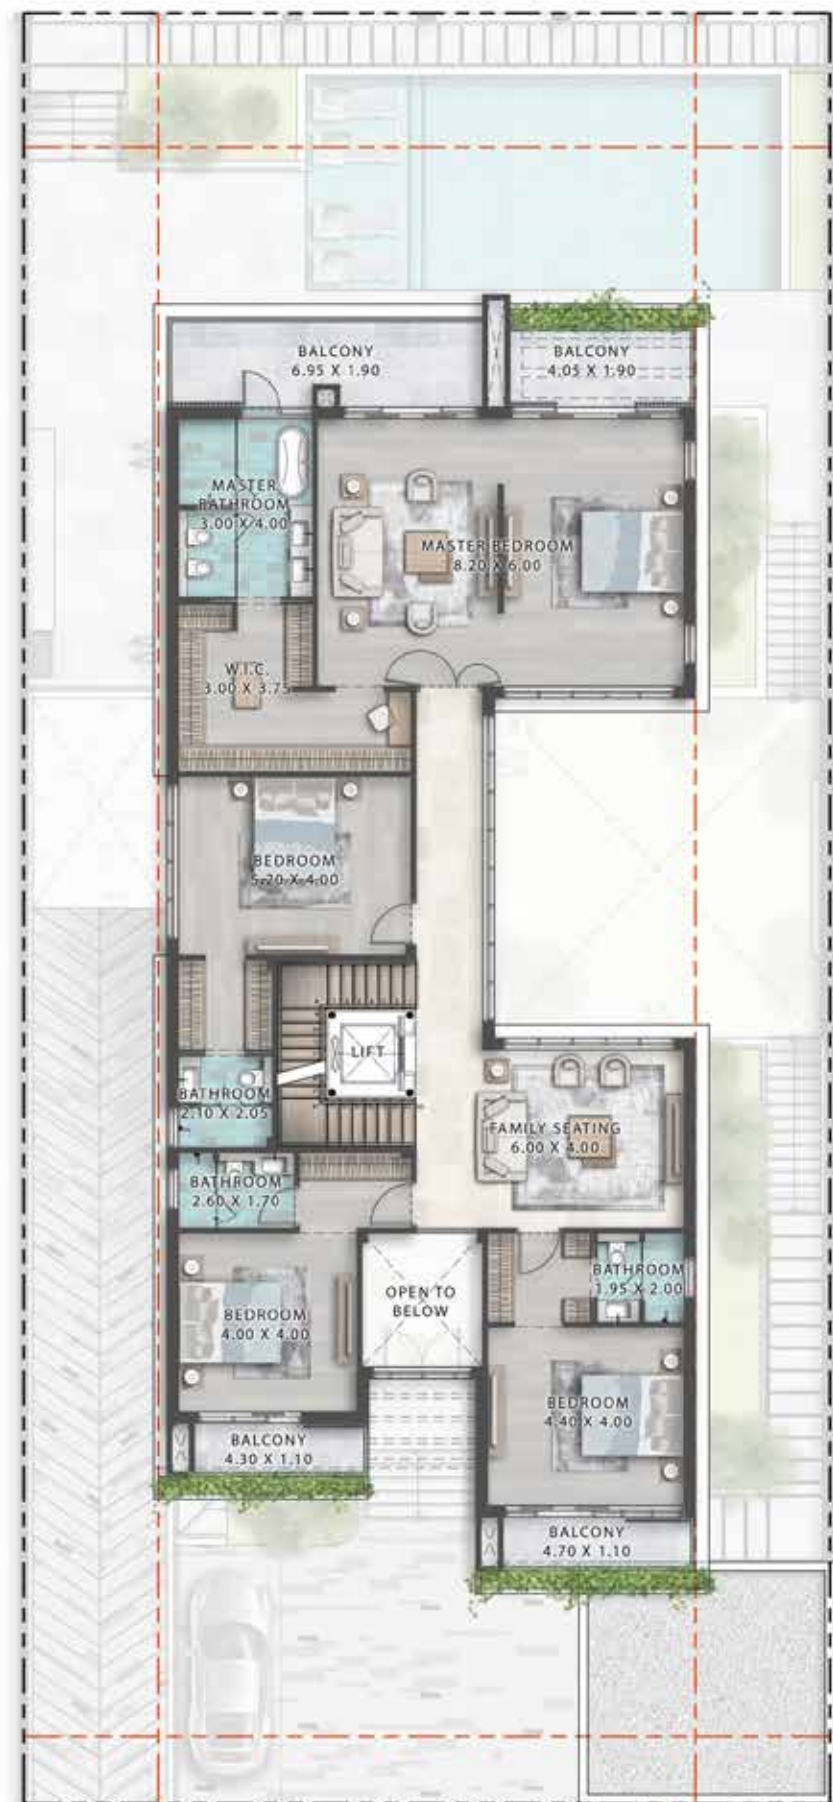 BALCONY
6.95 X 1.90
BALCONY
4.05 X 1.90
MASTER
BATHROOM
3.00 X 4.00
MASTER BEDROOM
8.20 X 6.00
W.I.C.
3.00 X 3.75
BEDROOM
5.20 X 4.00
LIFT
BATHROOM
2.10 X 2.05
FAMILY SEATING
6.00 X 4.00
BATHROOM
2.60 X 1.70
BATHROOM
1.95 X 2.00
OPEN TO
BELOW
BEDROOM
4.00 X 4.00
BEDROOM
4.40 X 4.00
BALCONY
4.30 X 1.10
BALCONY
4.70 X 1.10